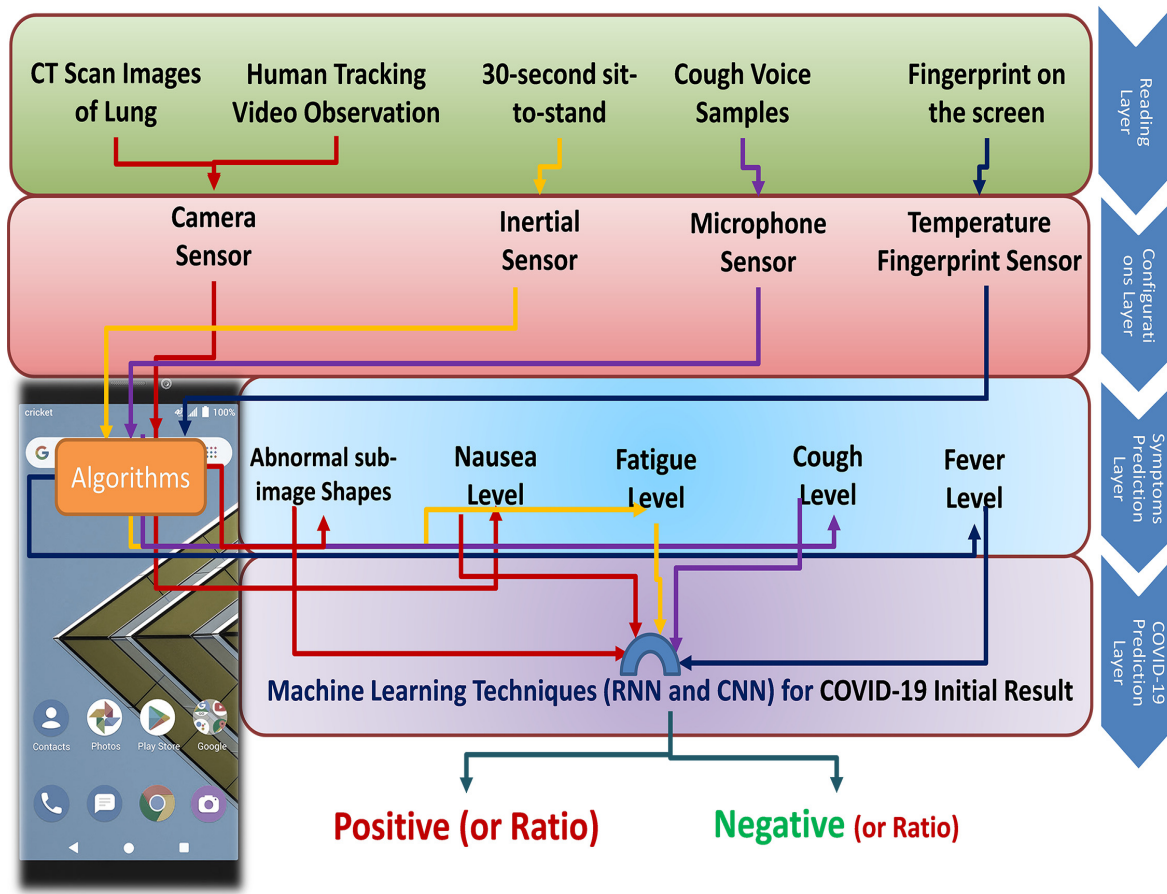 CT Scan Images
of Lung
Human Tracking
Video Observation
30-second sit-
to-stand
Cough Voice
Samples
Fingerprint on
the screen
Reading
Layer
Camera
Sensor
Inertial
Sensor
Microphone
Sensor
Temperature
Fingerprint Sensor
Configurati
ons Layer
cricket
100%
G
Algorithms
Abnormal sub-
image Shapes
Nausea
Level
Fatigue
Level
Cough
Level
Fever
Level
Symptoms
Prediction
Layer
Machine Learning Techniques (RNN and CNN) for COVID-19 Initial Result
COVID-19
Prediction
Layer
Contacts
Photos
Play Store
Google
Positive (or Ratio)
Negative (or Ratio)